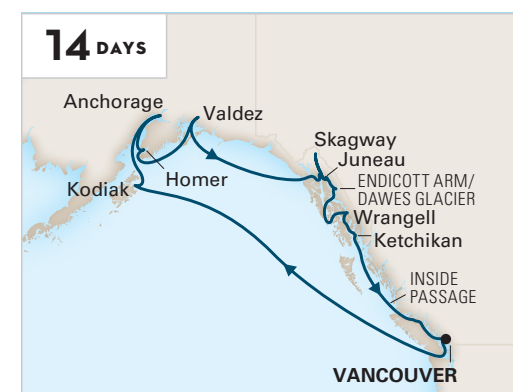 14 DAYS
Anchorage
Valdez
Skagway
Juneau
Homer
ENDICOTT ARM/
DAWES GLACIER
Kodiak
Wrangell
Ketchikan
INSIDE
PASSAGE
VANCOUVER